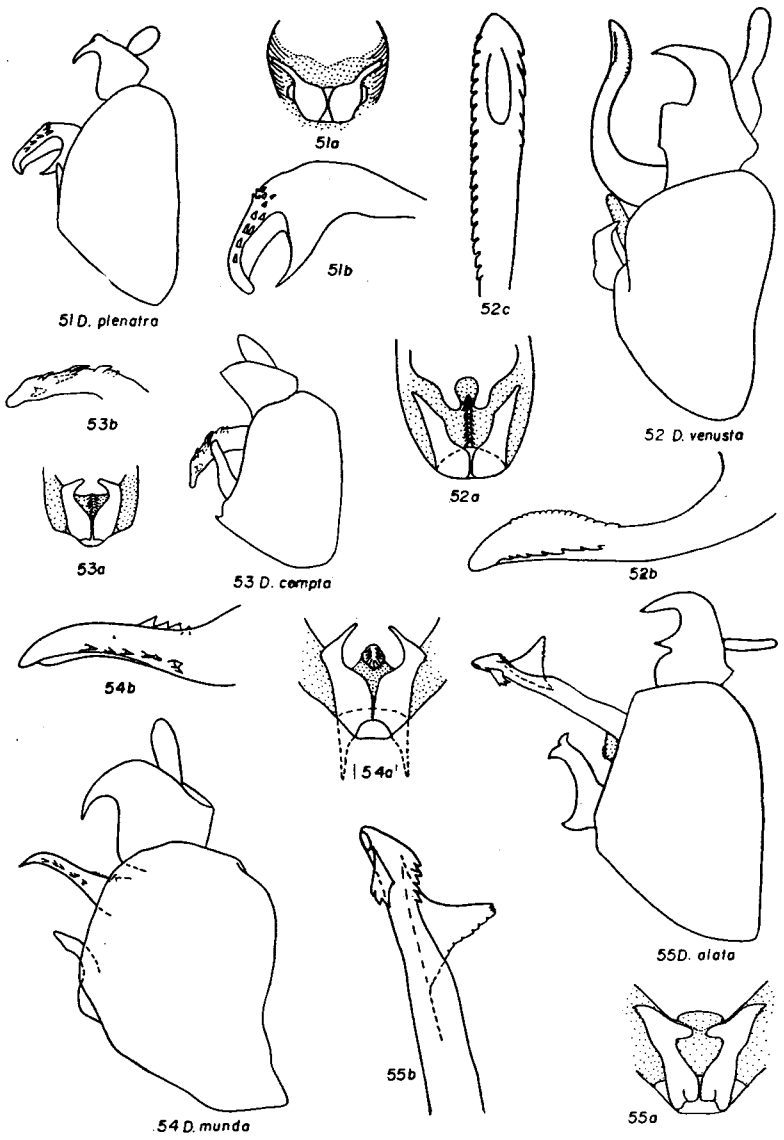 51a
51b
51 D. plenatra
52c
52 D. venusta
53b
52a
53a
53 D. compta
52b
54b
54a
55b
55 D. alata
54 D. munda
55a